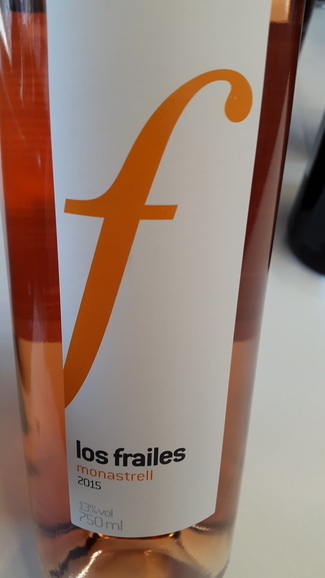 f
los frailes
monastrell
2015
13% vol
750 ml